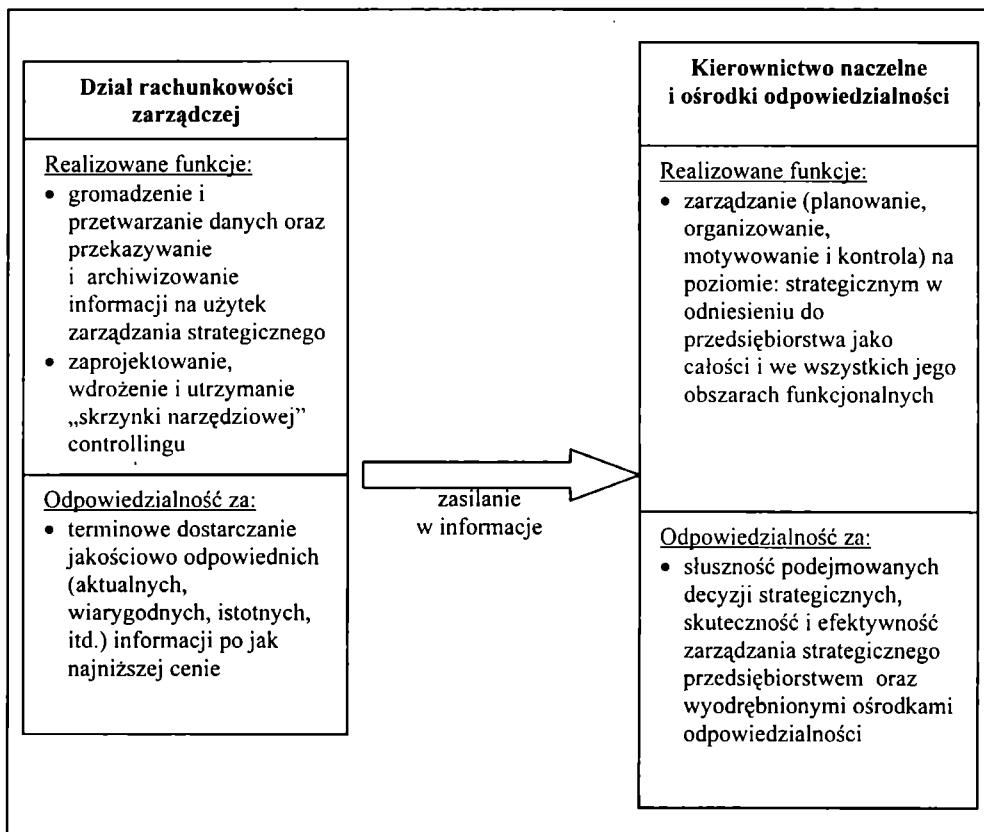 Dział rachunkowości
zarządczej
Realizowane funkcje:
• gromadzenie i
przetwarzanie danych oraz
przekazywanie
i archiwizowanie
informacji na użytek
zarządzania strategicznego
• zaprojektowanie,
wdrożenie i utrzymanie
„skrzynki narzędziowej”
controllingu
Odpowiedzialność za:
• terminowe dostarczanie
jakościowo odpowiednich
(aktualnych,
wiarygodnych, istotnych,
itd.) informacji po jak
najniższej cenie
zasilanie
w informacje
Kierownictwo naczelne
i ośrodki odpowiedzialności
Realizowane funkcje:
• zarządzanie (planowanie,
organizowanie,
motywowanie i kontrola) na
poziomie: strategicznym w
odniesieniu do
przedsiębiorstwa jako
całości i we wszystkich jego
obszarach funkcjonalnych
Odpowiedzialność za:
• słuszność podejmowanych
decyzji strategicznych,
skuteczność i efektywność
zarządzania strategicznego
przedsiębiorstwem oraz
wyodrębnionymi ośrodkami
odpowiedzialności